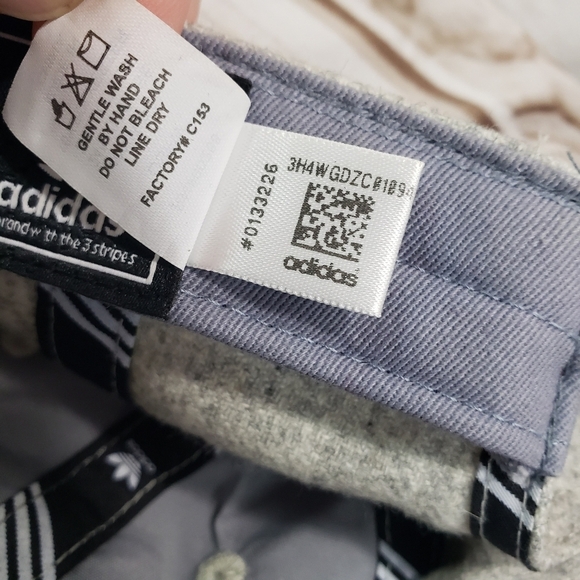 GENTLE WASH
BY HAND
DO NOT BLEACH
LINE DRY
FACTORY# C153
#0133226
3H4WGDZC0109
adidas
adidas
brand with the 3 stripes